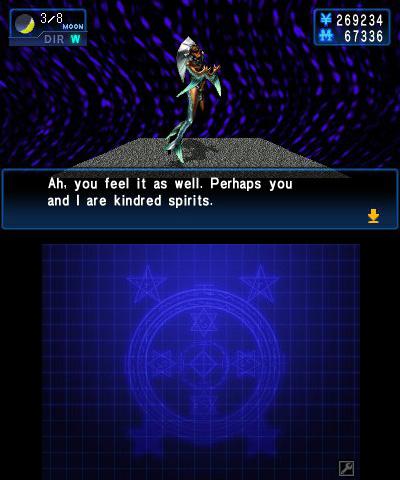 3/8
MOON
DIR W
¥ 269234
M 67336
Ah, you feel it as well. Perhaps you
and I are kindred spirits.